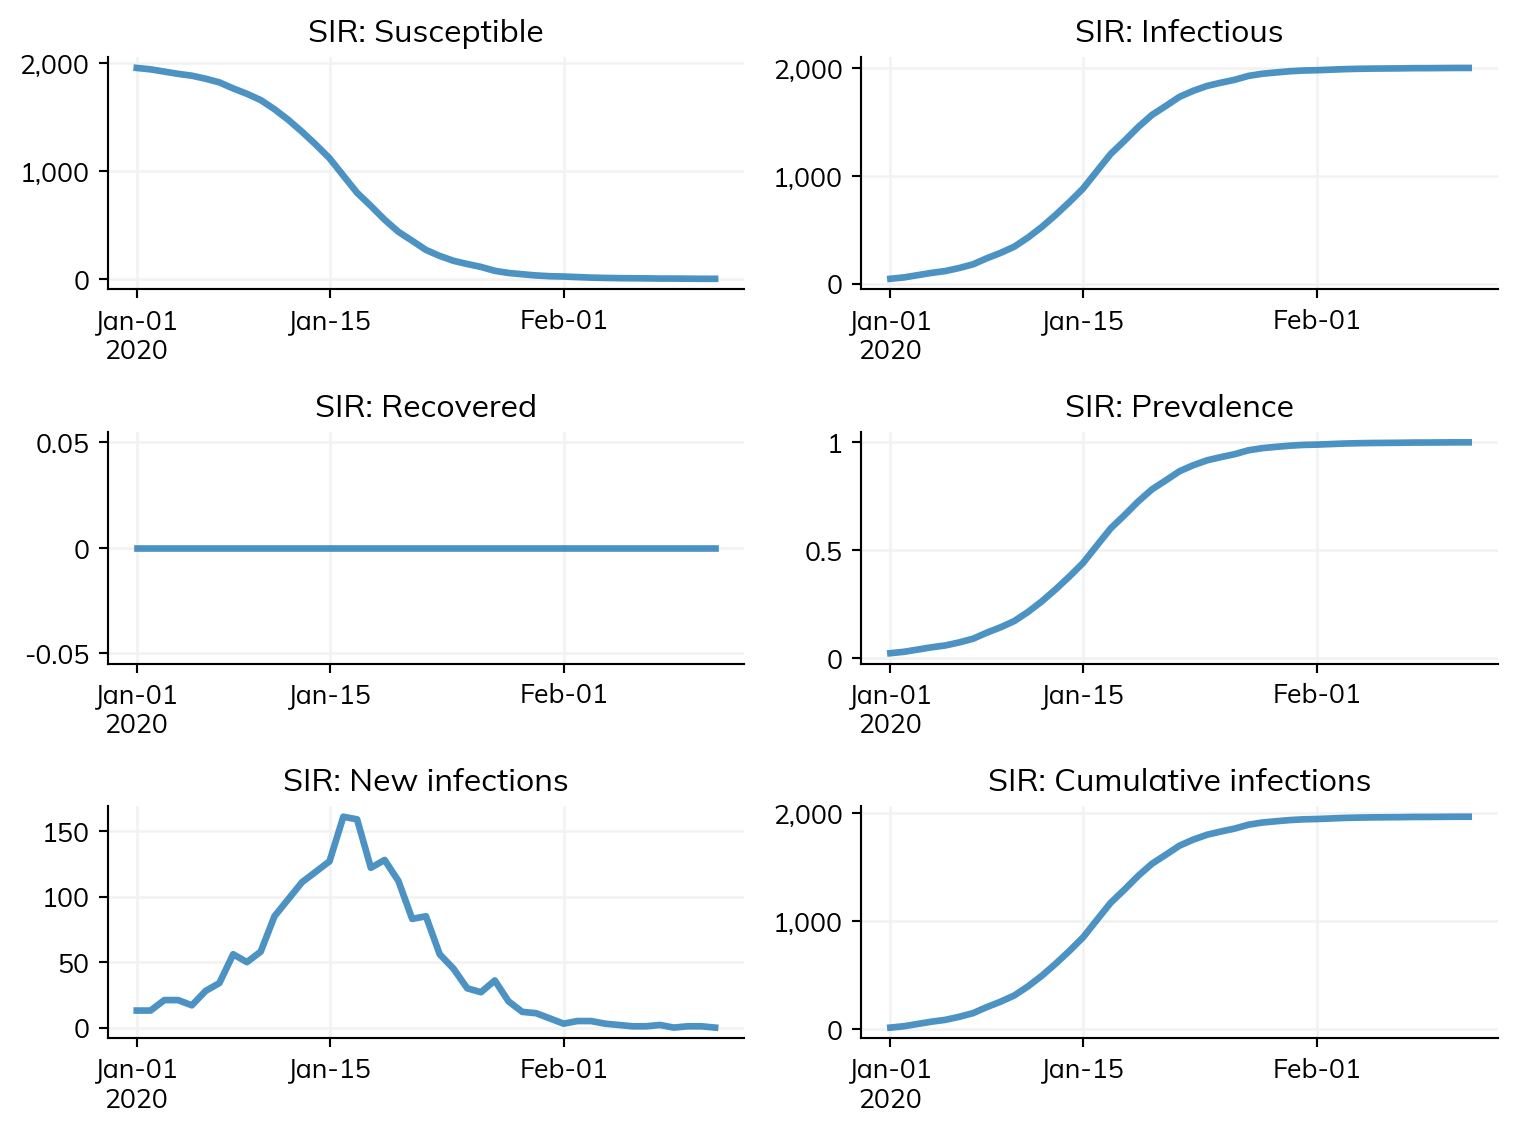 SIR: Susceptible
2,000
1,000
0
Jan-01
2020
Jan-15
Feb-01
SIR: Infectious
2,000
1,000
0
Jan-01
2020
Jan-15
Feb-01
SIR: Recovered
0.05
0
-0.05
Jan-01
2020
Jan-15
Feb-01
SIR: Prevalence
1
0.5
0
Jan-01
2020
Jan-15
Feb-01
SIR: New infections
150
100
50
0
Jan-01
2020
Jan-15
Feb-01
SIR: Cumulative infections
2,000
1,000
0
Jan-01
2020
Jan-15
Feb-01